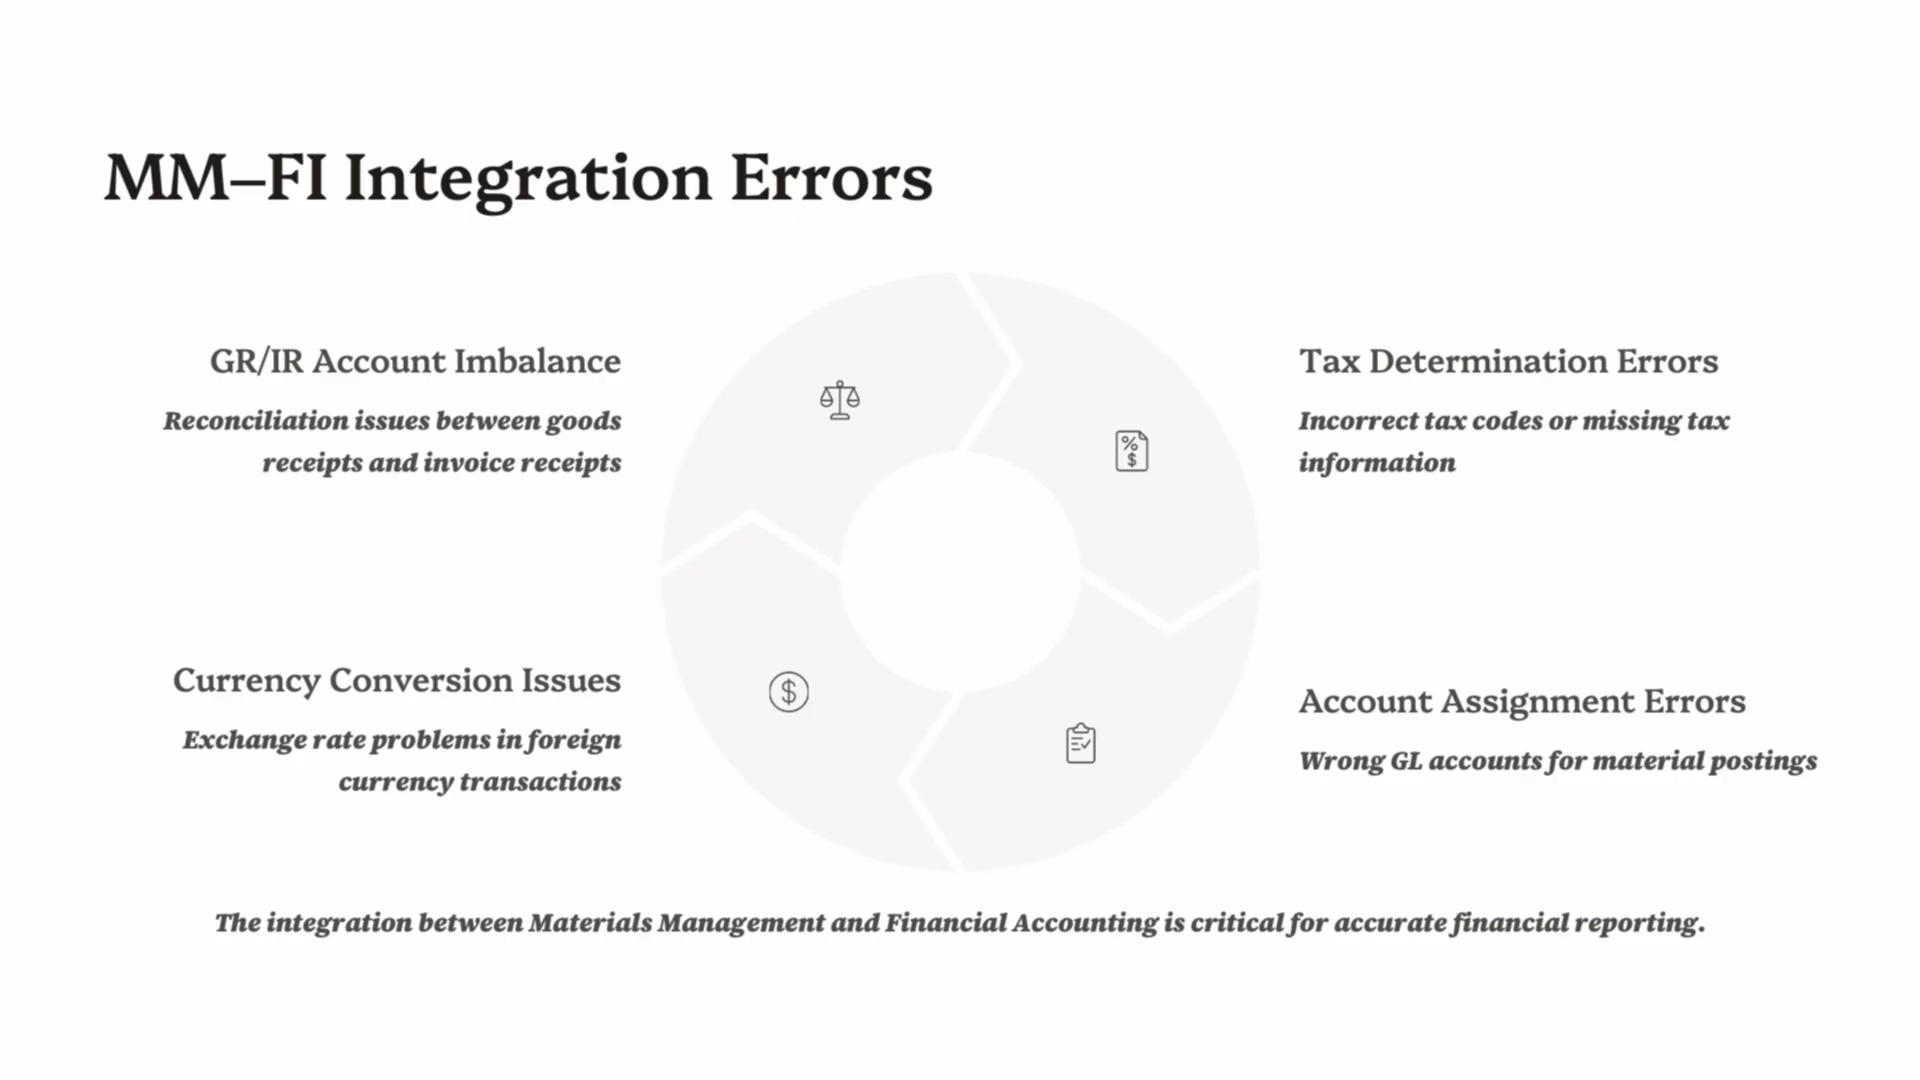 MM–FI Integration Errors
GR/IR Account Imbalance
Reconciliation issues between goods
receipts and invoice receipts
Tax Determination Errors
Incorrect tax codes or missing tax
information
Currency Conversion Issues
Exchange rate problems in foreign
currency transactions
Account Assignment Errors
Wrong GL accounts for material postings
The integration between Materials Management and Financial Accounting is critical for accurate financial reporting.